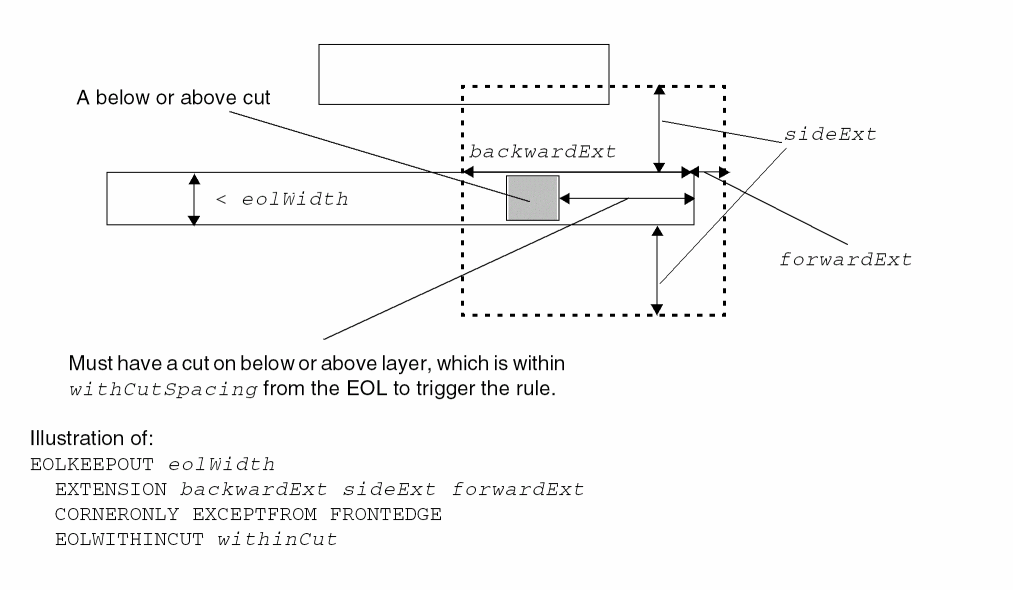 A below or above cut
sideExt
backwardExt
< eolWidth
forwardExt
Must have a cut on below or above layer, which is within
withCutSpacing from the EOL to trigger the rule.
Illustration of:
EOLKEEPOUT eolWidth
EXTENSION backwardExt sideExt forwardExt
CORNERONLY EXCEPTFROM FRONTEDGE
EOLWITHINCUT withinCut